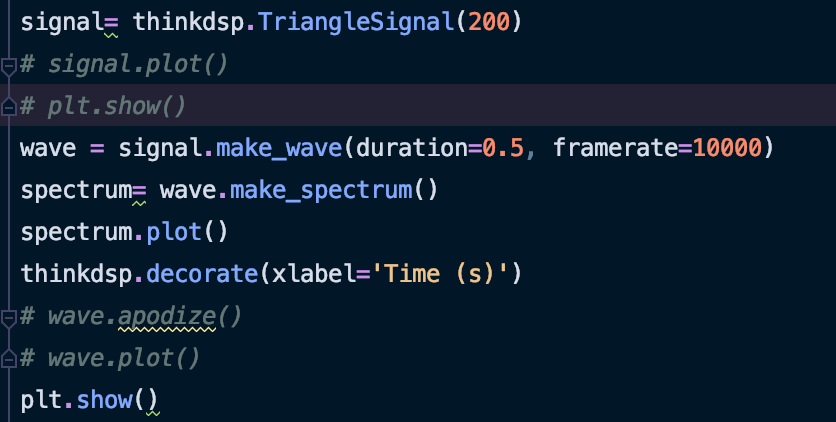 signal= thinkdsp.TriangleSignal(200)
# signal.plot()
# plt.show()
wave = signal.make_wave(duration=0.5, framerate=10000)
spectrum= wave.make_spectrum()
spectrum.plot()
thinkdsp.decorate(xlabel='Time (s)')
# wave.apodize()
# wave.plot()
plt.show()